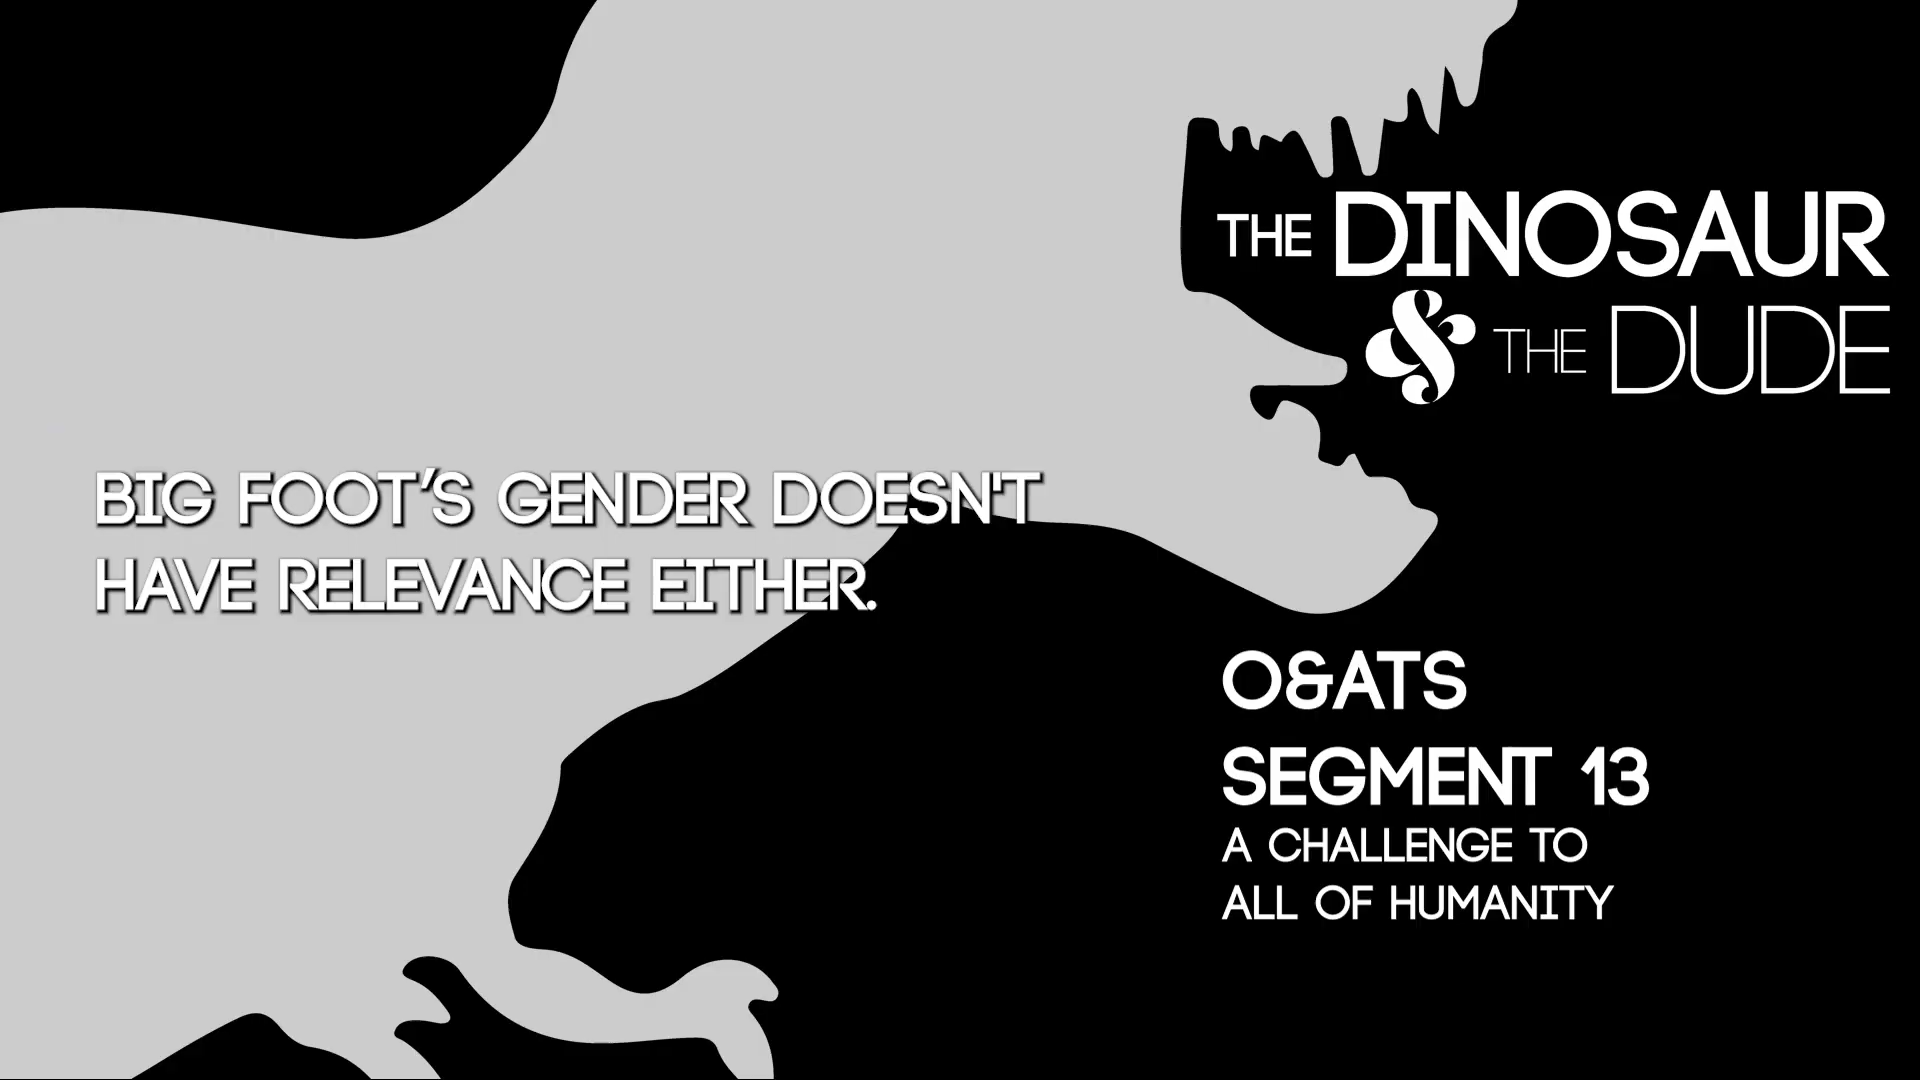 THE DINOSAUR
& THE DUDE
BIG FOOT'S GENDER DOESN'T
HAVE RELEVANCE EITHER.
O&ATS
SEGMENT 13
A CHALLENGE TO
ALL OF HUMANITY